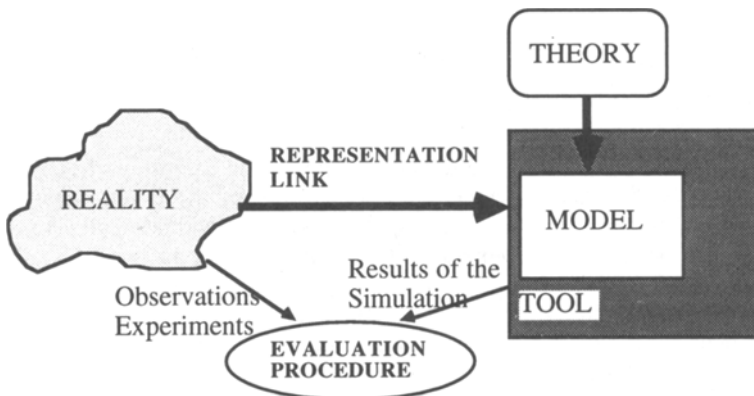 THEORY
REPRESENTATION
LINK
REALITY
MODEL
Observations
Experiments
Results of the
Simulation
TOOL
EVALUATION
PROCEDURE